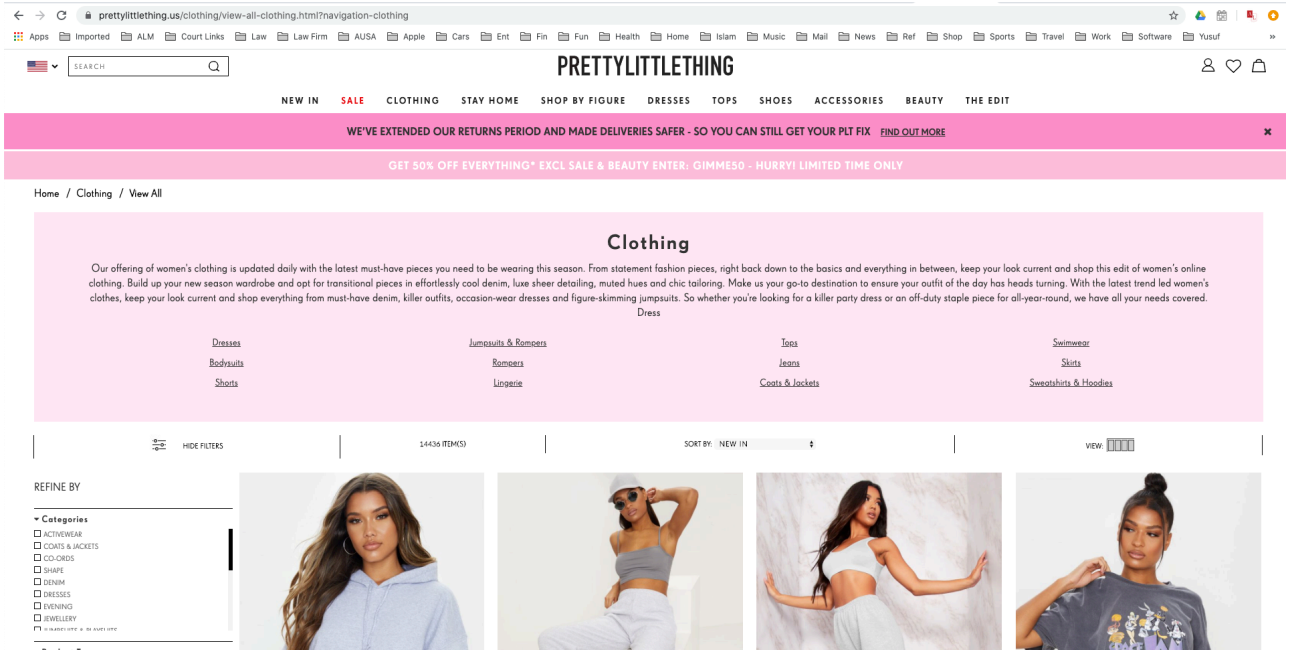 prettylittlething.us/clothing/view-all-clothing.html?navigation-clothing
Apps Imported ALM Court Links Law Law Firm AUSA Apple Cars Ent Fin Fun Health Home Islam Music Mail News Ref Shop Sports Travel Work Software Yusuf »
SEARCH
PRETTYLITTLETHING
NEW IN SALE CLOTHING STAY HOME SHOP BY FIGURE DRESSES TOPS SHOES ACCESSORIES BEAUTY THE EDIT
WE'VE EXTENDED OUR RETURNS PERIOD AND MADE DELIVERIES SAFER - SO YOU CAN STILL GET YOUR PLT FIX FIND OUT MORE
GET 50% OFF EVERYTHING* EXCL SALE & BEAUTY ENTER: GIMME50 - HURRY! LIMITED TIME ONLY
Home / Clothing / View All
Clothing
Our offering of women's clothing is updated daily with the latest must-have pieces you need to be wearing this season. From statement fashion pieces, right back down to the basics and everything in between, keep your look current and shop this edit of women's online
clothing. Build up your new season wardrobe and opt for transitional pieces in effortlessly cool denim, luxe sheer detailing, muted hues and chic tailoring. Make us your go-to destination to ensure your outfit of the day has heads turning. With the latest trend led women's
clothes, keep your look current and shop everything from must-have denim, killer outfits, occasion-wear dresses and figure-skimming jumpsuits. So whether you're looking for a killer party dress or an off-duty staple piece for all-year-round, we have all your needs covered.
Dress
Dresses Jumpsuits & Rompers Tops Swimwear
Bodysuits Rompers Jeans Skirts
Shorts Lingerie Coats & Jackets Sweatshirts & Hoodies
HIDE FILTERS 14436 ITEM(S) SORT BY: NEW IN VIEW:
REFINE BY
Categories
ACTIVEWEAR
COATS & JACKETS
CO-ORDS
SHAPE
DENIM
DRESSES
EVENING
JEWELLERY
JUMPSUITS & PLAYSUITS